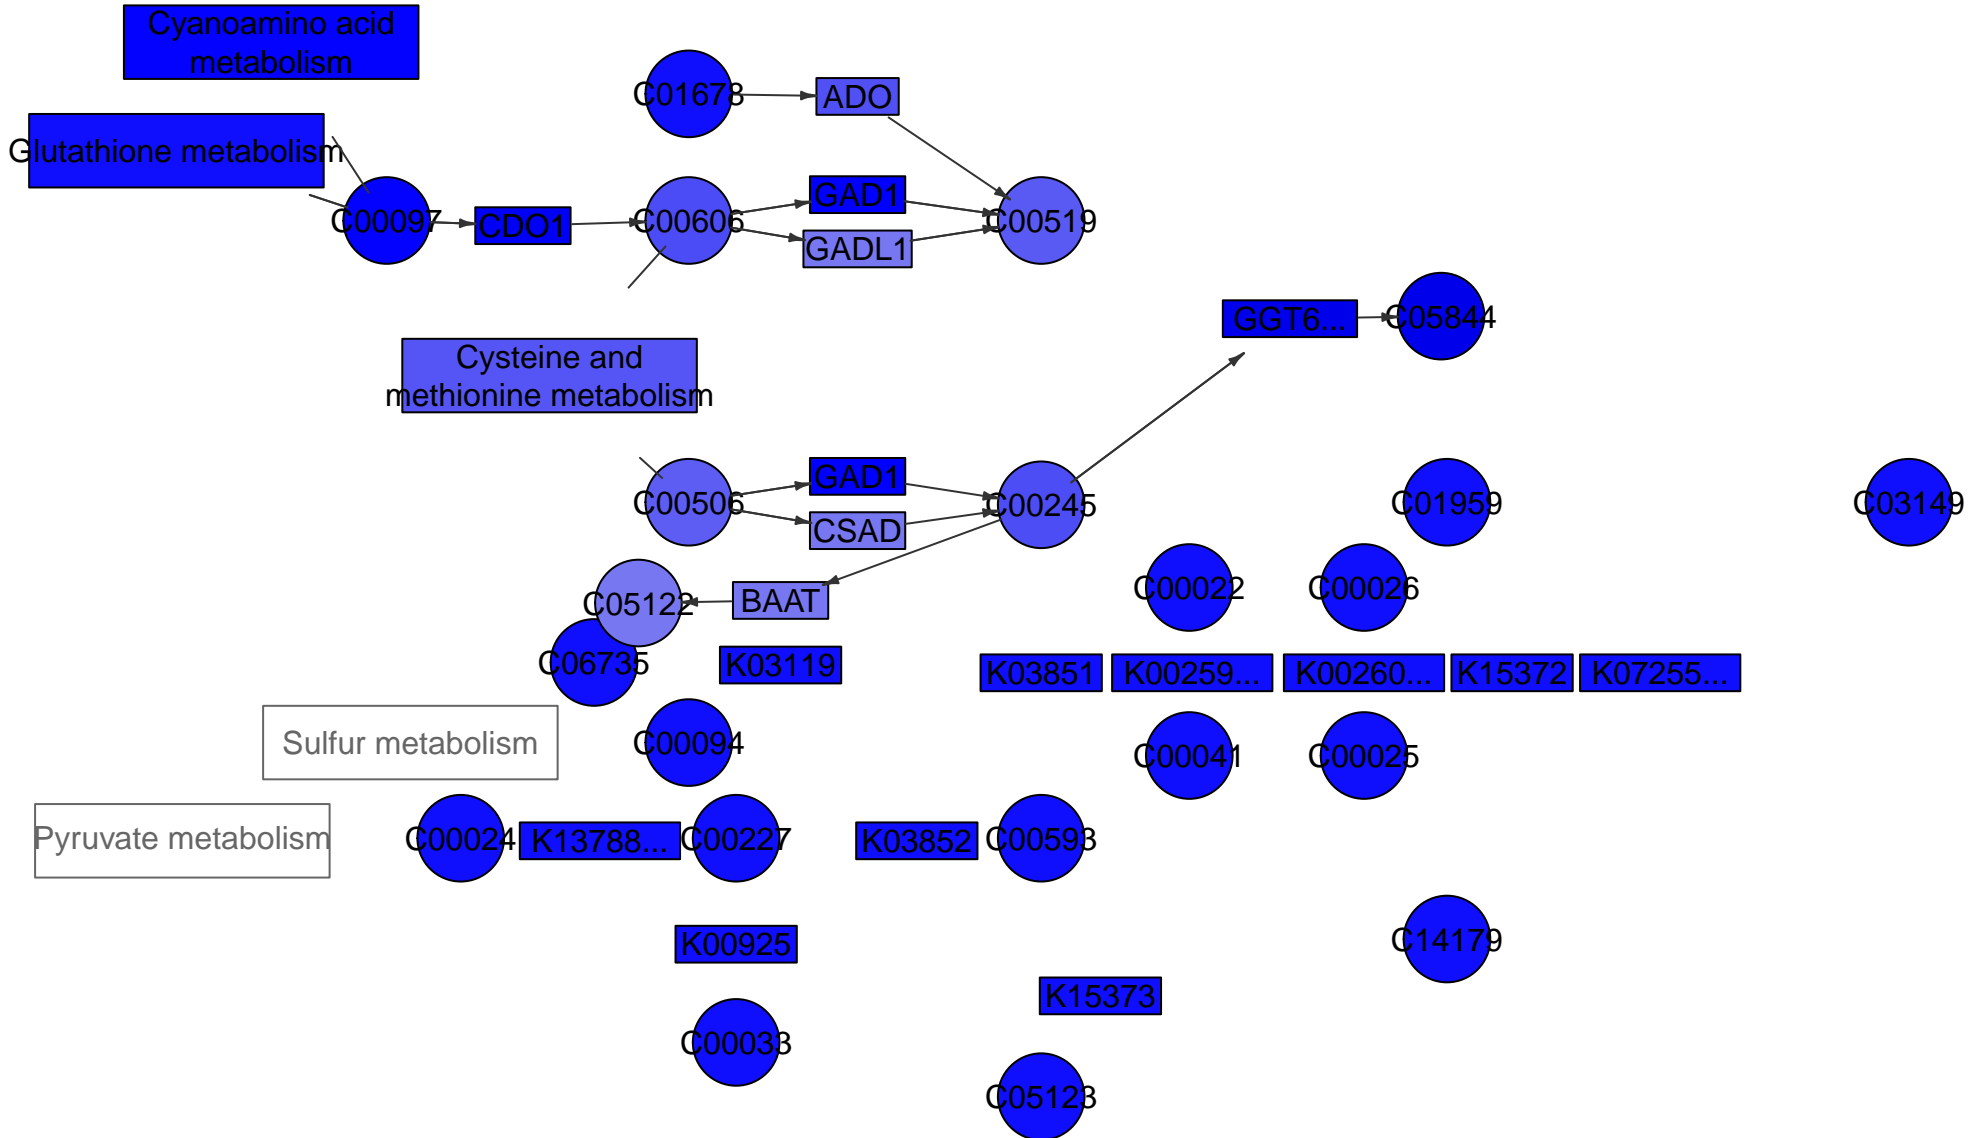 Cyanoamino acid
metabolism
C01678
ADO
Glutathione metabolism
C00097
CDO1
C00606
GAD1
GADL1
C00519
GGT6...
C05844
Cysteine and
methionine metabolism
C00506
GAD1
CSAD
C00245
C01959
C03149
C05122
BAAT
C00022
C00026
C06735
K03119
K03851
K00259...
K00260...
K15372
K07255...
Sulfur metabolism
C00094
C00041
C00025
Pyruvate metabolism
C00024
K13788...
C00227
K03852
C00593
K00925
C14179
K15373
C00033
C05123